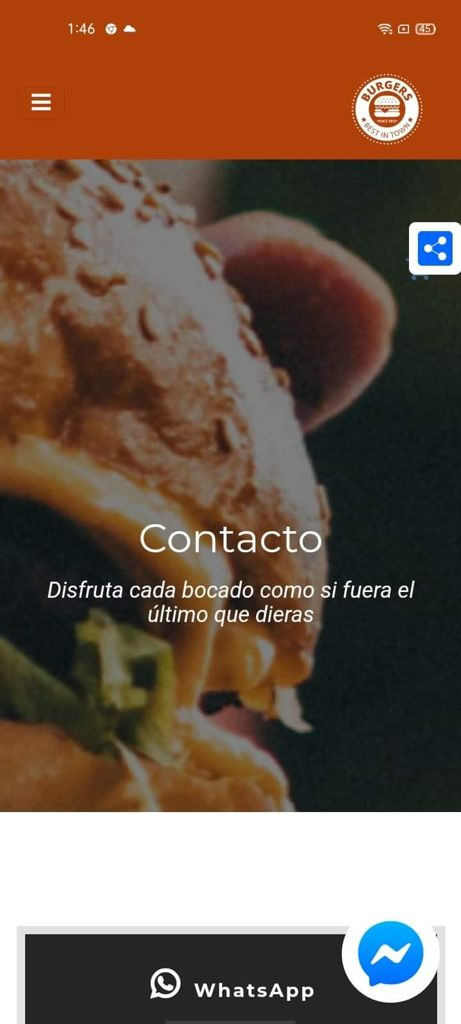 1:46
45
BURGERS
BEST IN TOWN
Contacto
Disfruta cada bocado como si fuera el
último que dieras
WhatsApp